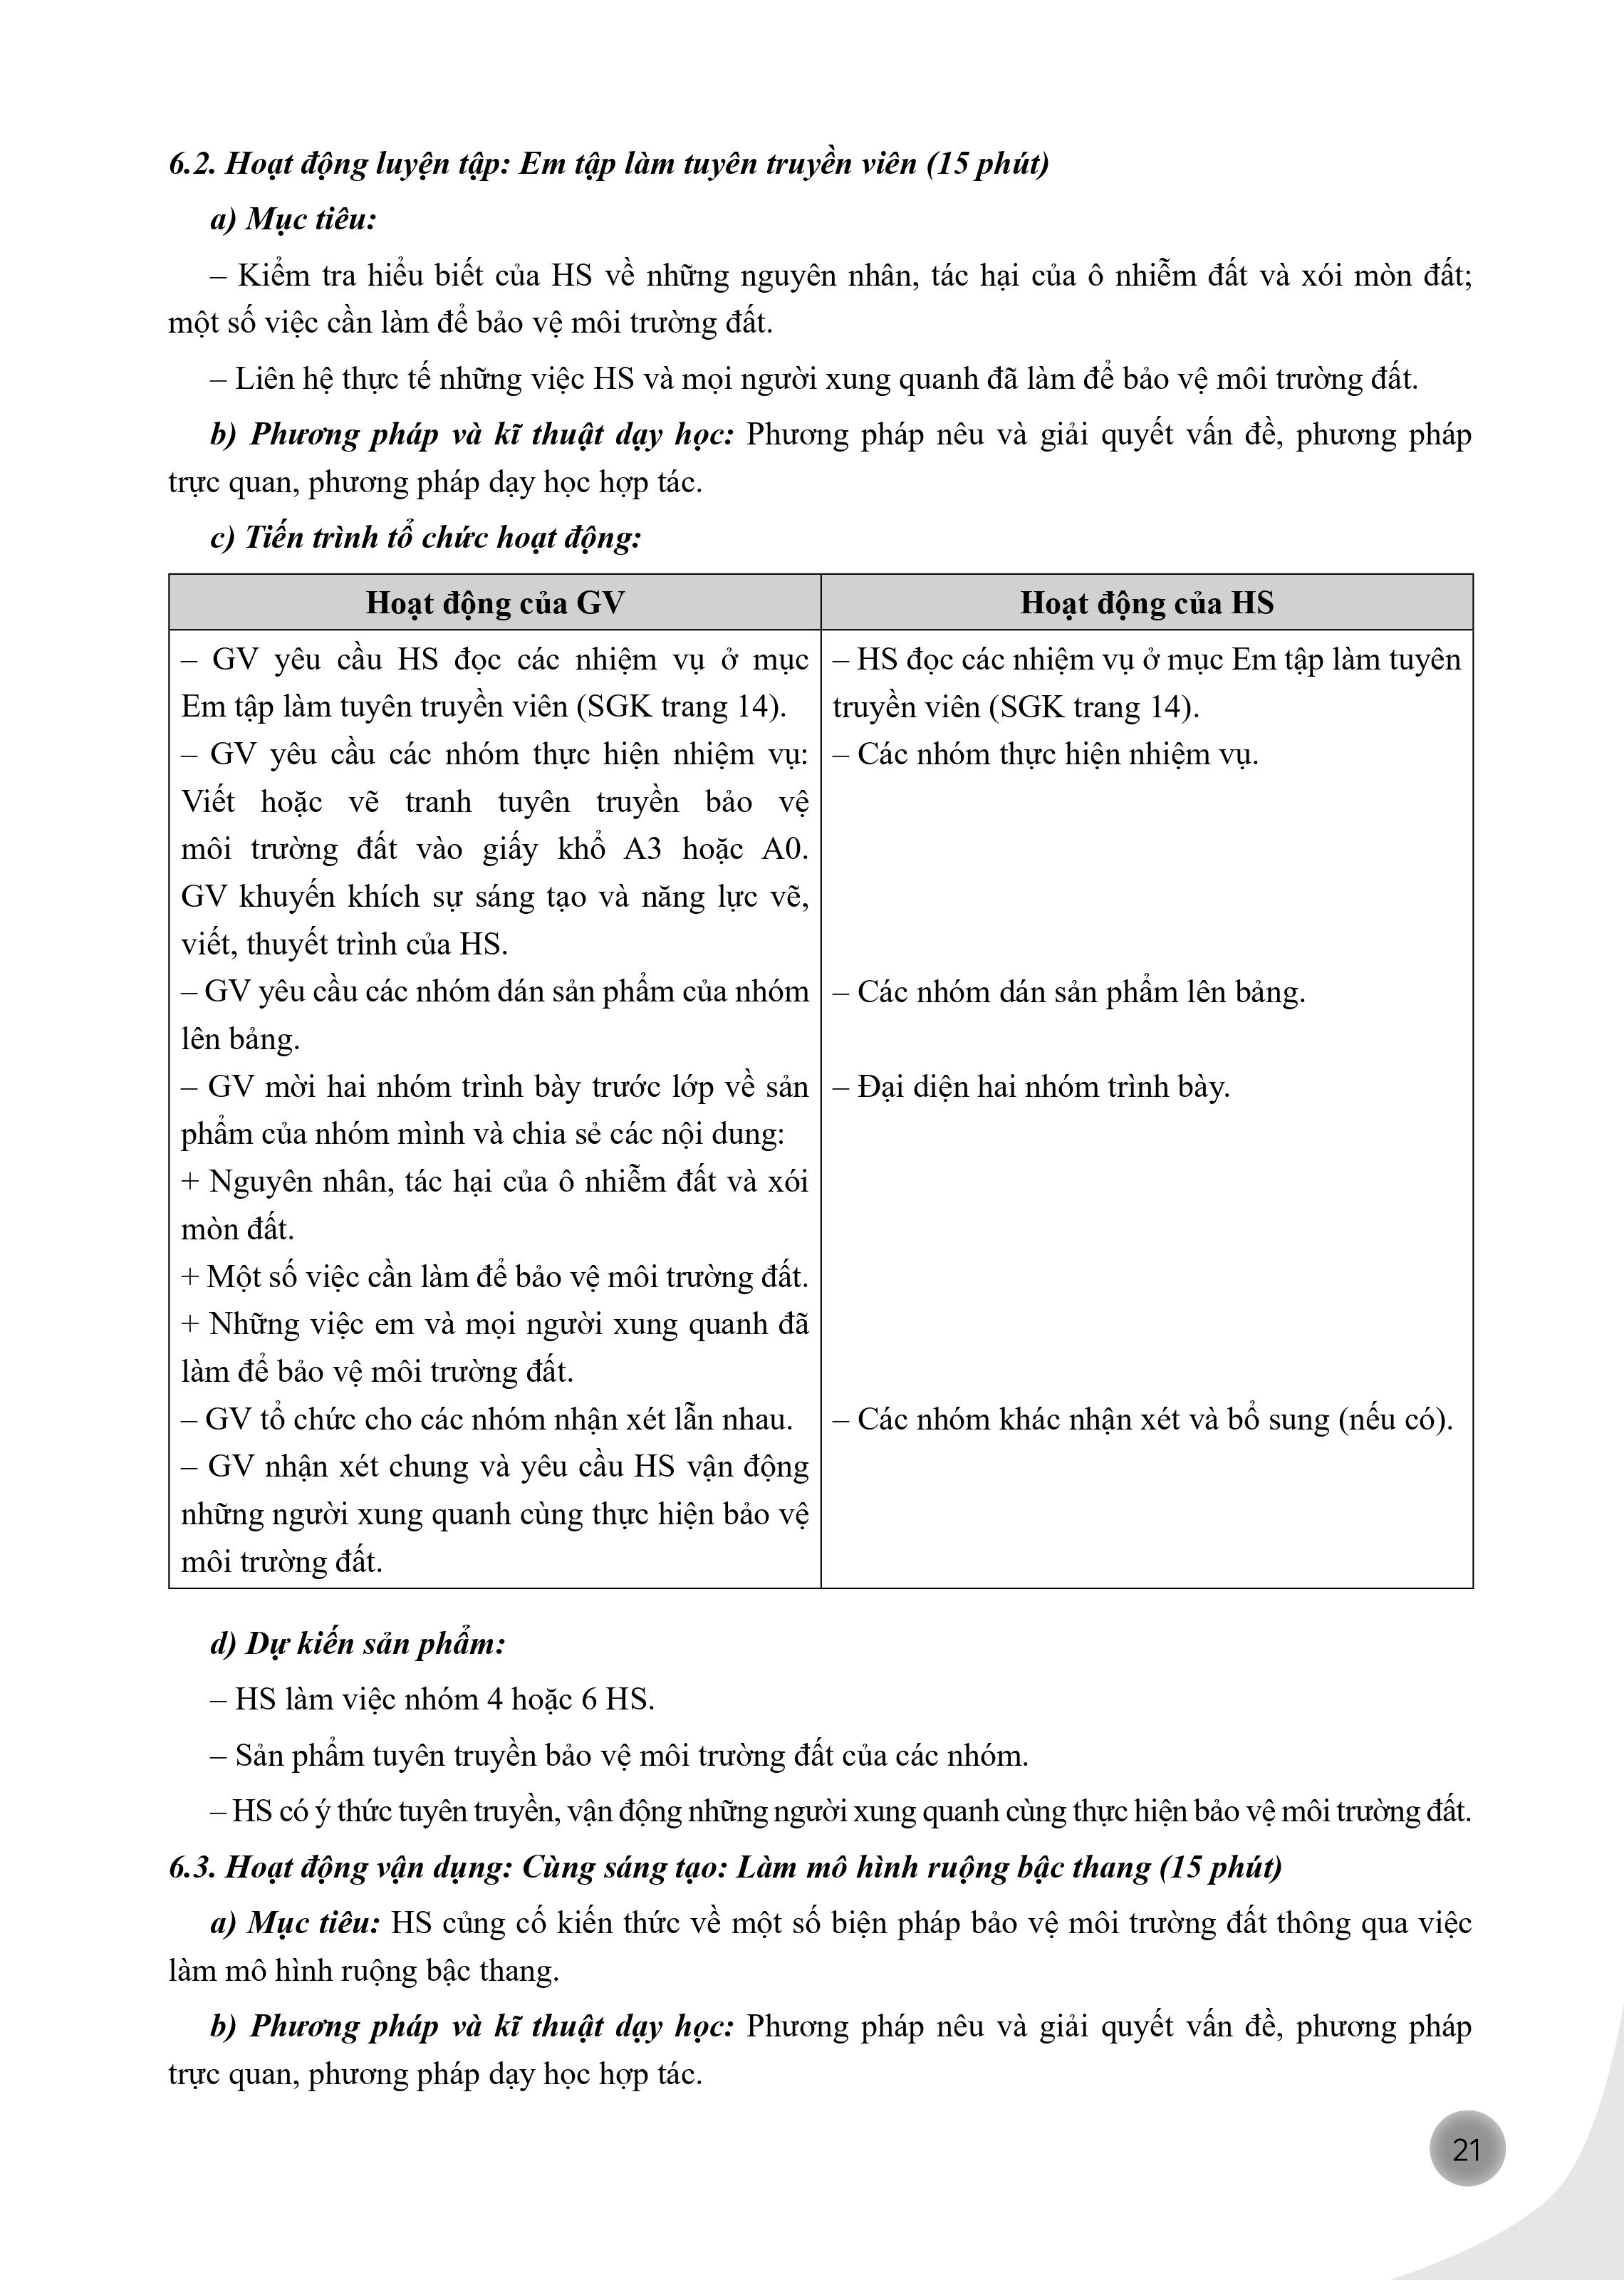 6.2. Hoạt động luyện tập: Em tập làm tuyên truyền viên (15 phút)
a) Mục tiêu:
– Kiểm tra hiểu biết của HS về những nguyên nhân, tác hại của ô nhiễm đất và xói mòn đất;
một số việc cần làm để bảo vệ môi trường đất.
– Liên hệ thực tế những việc HS và mọi người xung quanh đã làm để bảo vệ môi trường đất.
b) Phương pháp và kĩ thuật dạy học: Phương pháp nêu và giải quyết vấn đề, phương pháp
trực quan, phương pháp dạy học hợp tác.
c) Tiến trình tổ chức hoạt động:
Hoạt động của GV
– GV yêu cầu HS đọc các nhiệm vụ ở mục
Em tập làm tuyên truyền viên (SGK trang 14).
– GV yêu cầu các nhóm thực hiện nhiệm vụ:
Viết hoặc vẽ tranh tuyên truyền bảo vệ
môi trường đất vào giấy khổ A3 hoặc A0.
GV khuyến khích sự sáng tạo và năng lực vẽ,
viết, thuyết trình của HS.
– GV yêu cầu các nhóm dán sản phẩm của nhóm
lên bảng.
– GV mời hai nhóm trình bày trước lớp về sản
phẩm của nhóm mình và chia sẻ các nội dung:
+ Nguyên nhân, tác hại của ô nhiễm đất và xói
mòn đất.
+ Một số việc cần làm để bảo vệ môi trường đất.
+ Những việc em và mọi người xung quanh đã
làm để bảo vệ môi trường đất.
– GV tổ chức cho các nhóm nhận xét lẫn nhau.
– GV nhận xét chung và yêu cầu HS vận động
những người xung quanh cùng thực hiện bảo vệ
môi trường đất.
Hoạt động của HS
– HS đọc các nhiệm vụ ở mục Em tập làm tuyên
truyền viên (SGK trang 14).
– Các nhóm thực hiện nhiệm vụ.
– Các nhóm dán sản phẩm lên bảng.
– Đại diện hai nhóm trình bày.
– Các nhóm khác nhận xét và bổ sung (nếu có).
d) Dự kiến sản phẩm:
– HS làm việc nhóm 4 hoặc 6 HS.
– Sản phẩm tuyên truyền bảo vệ môi trường đất của các nhóm.
– HS có ý thức tuyên truyền, vận động những người xung quanh cùng thực hiện bảo vệ môi trường đất.
6.3. Hoạt động vận dụng: Cùng sáng tạo: Làm mô hình ruộng bậc thang (15 phút)
a) Mục tiêu: HS củng cố kiến thức về một số biện pháp bảo vệ môi trường đất thông qua việc
làm mô hình ruộng bậc thang.
b) Phương pháp và kĩ thuật dạy học: Phương pháp nêu và giải quyết vấn đề, phương pháp
trực quan, phương pháp dạy học hợp tác.
21